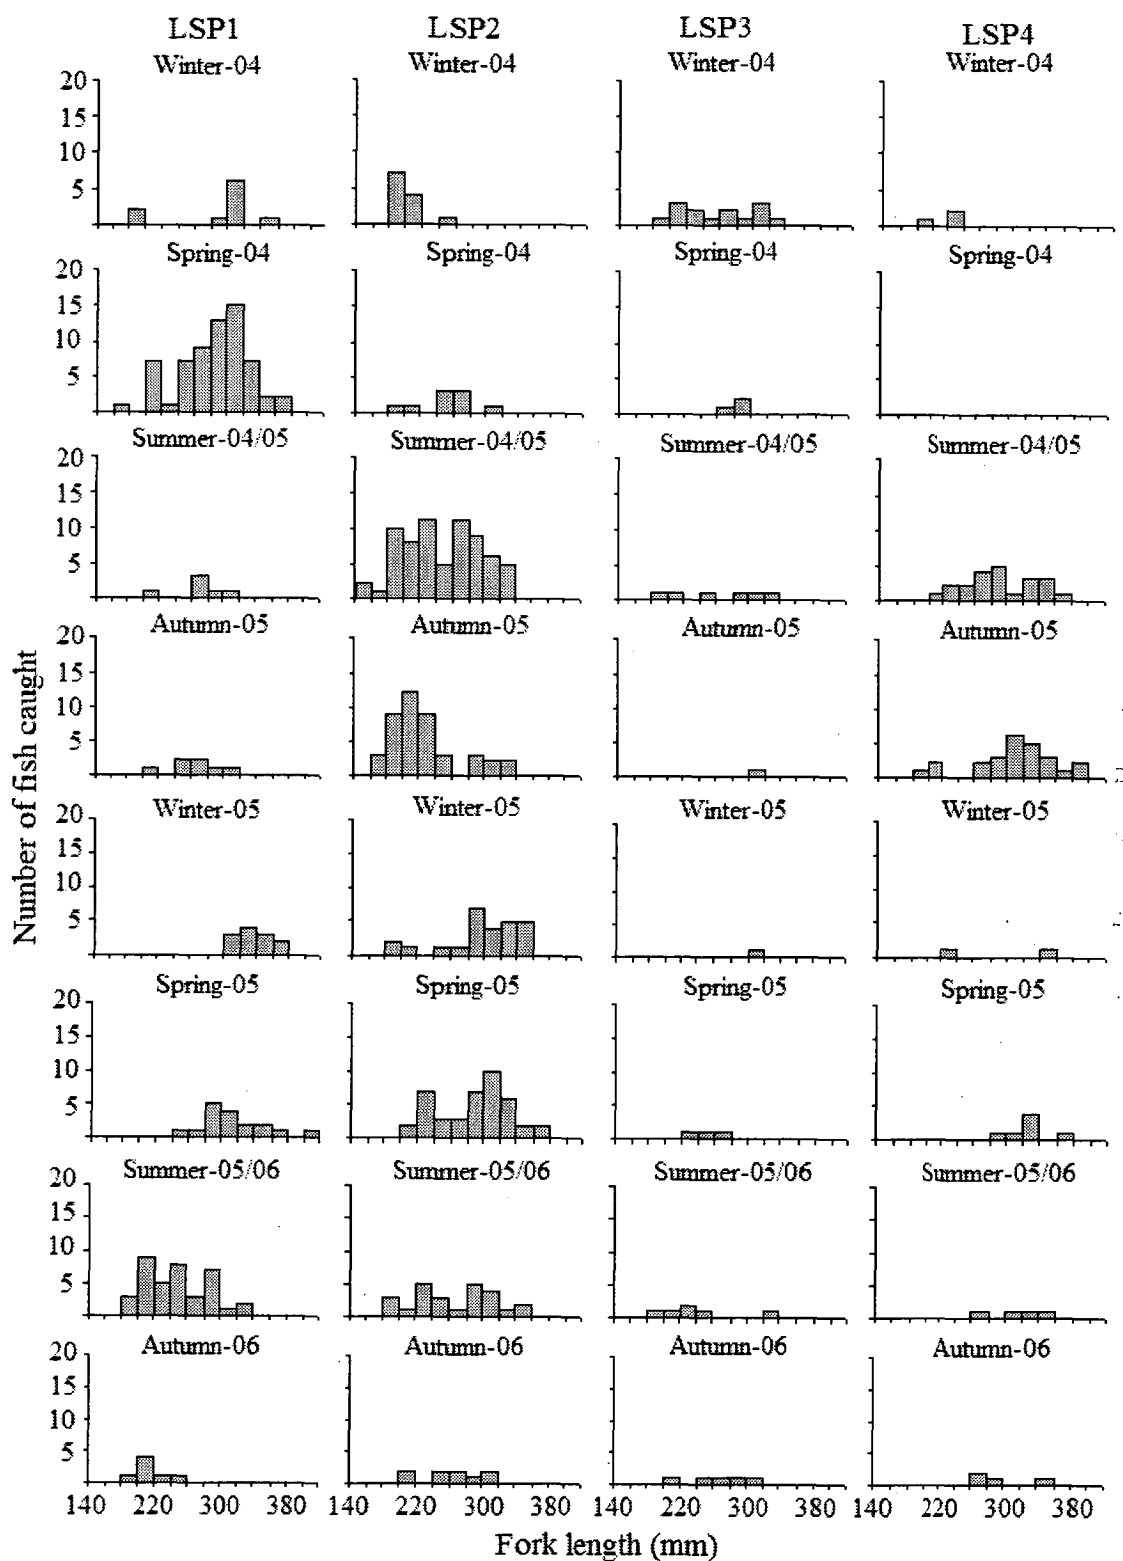 LSP1 LSP2 LSP3 LSP4
Winter-04 Winter-04 Winter-04 Winter-04
20
15
10
5
Spring-04 Spring-04 Spring-04 Spring-04
20
15
10
5
Summer-04/05 Summer-04/05 Summer-04/05 Summer-04/05
20
15
10
5
Autumn-05 Autumn-05 Autumn-05 Autumn-05
20
15
10
5
Number of fish caught
Winter-05 Winter-05 Winter-05 Winter-05
20
15
10
5
Spring-05 Spring-05 Spring-05 Spring-05
20
15
10
5
Summer-05/06 Summer-05/06 Summer-05/06 Summer-05/06
20
15
10
5
Autumn-06 Autumn-06 Autumn-06 Autumn-06
20
15
10
5
140 220 300 380 140 220 300 380 140 220 300 380 140 220 300 380
Fork length (mm)